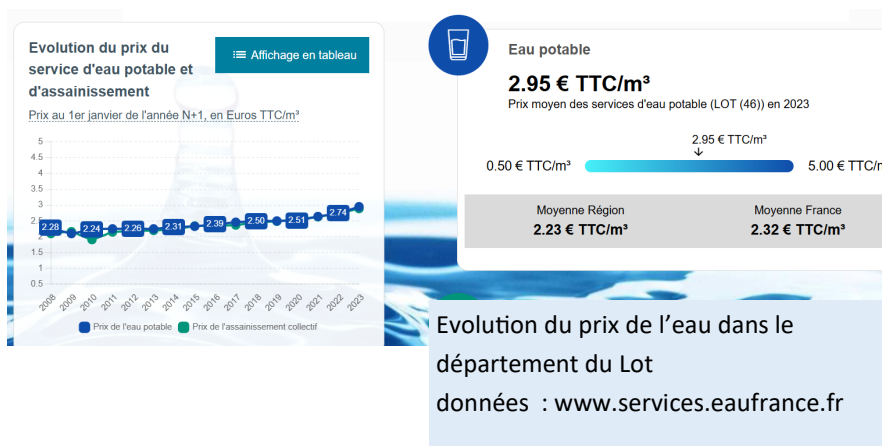 Evolution du prix du
service d'eau potable et
d'assainissement
Affichage en tableau
Prix au 1er janvier de l'année N+1, en Euros TTC/m³
5
4.5
4
3.5
3
2.5
2
1.5
1
0.5
2.28
2.24
2.26
2.31
2.39
2.50
2.51
2.74
2008
2009
2010
2011
2012
2013
2014
2015
2016
2017
2018
2019
2020
2021
2022
2023
Prix de l'eau potable
Prix de l'assainissement collectif
Eau potable
2.95 € TTC/m³
Prix moyen des services d'eau potable (LOT (46)) en 2023
2.95 € TTC/m³
0.50 € TTC/m³
5.00 € TTC/m
Moyenne Région
2.23 € TTC/m³
Moyenne France
2.32 € TTC/m³
Evolution du prix de l’eau dans le
département du Lot
données : www.services.eaufrance.fr